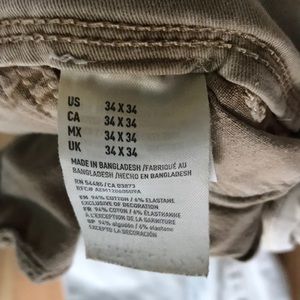 US 34 X 34
CA 34 X 34
MX 34 X 34
UK 34 X 34
MADE IN BANGLADESH /FABRIQUÉ AU
BANGLADESH /HECHO EN BANGLADESH
RN 54485 /CA 03873
EN 94% COTTON / 6% ELASTANE
EXCLUSIVE OF DECORATION
FR 94% COTON / 6% ÉLASTHANNE
À L'EXCEPTION DE LA GARNITURE
SP 94% algodón / 6% elastano
EXCEPTO LA DECORACIÓN